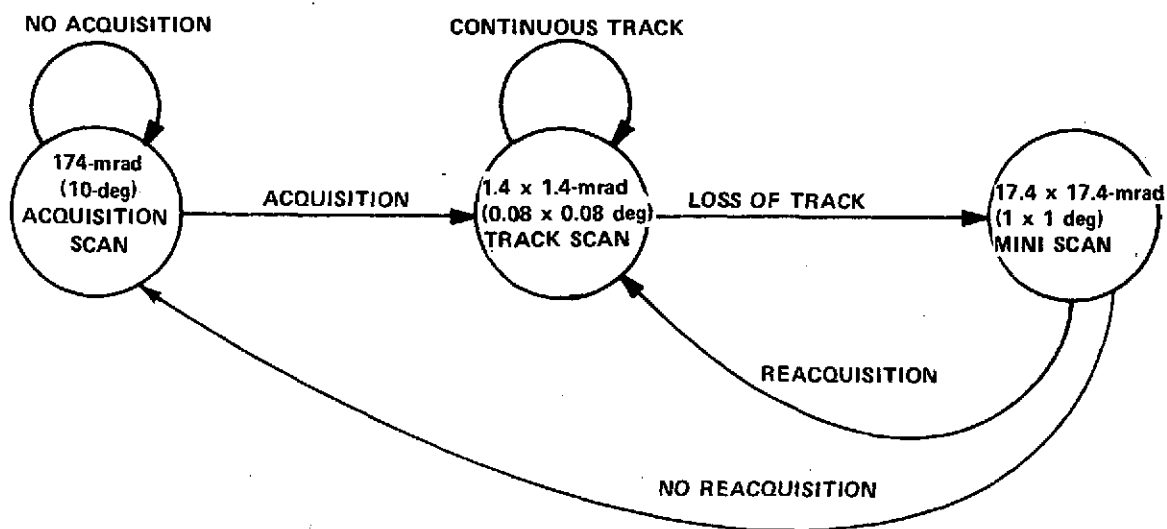 NO ACQUISITION
CONTINUOUS TRACK
174-mrad
(10-deg)
ACQUISITION
SCAN
ACQUISITION
1.4 x 1.4-mrad
(0.08 x 0.08 deg)
TRACK SCAN
LOSS OF TRACK
17.4 x 17.4-mrad
(1 x 1 deg)
MINI SCAN
REACQUISITION
NO REACQUISITION